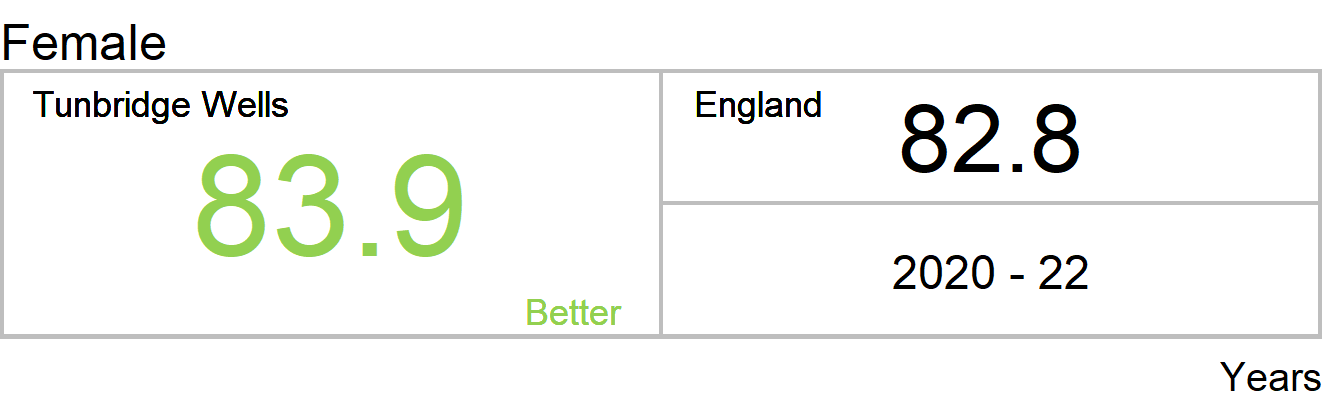 Female
Tunbridge Wells
83.9
Better
England
82.8
2020 - 22
Years